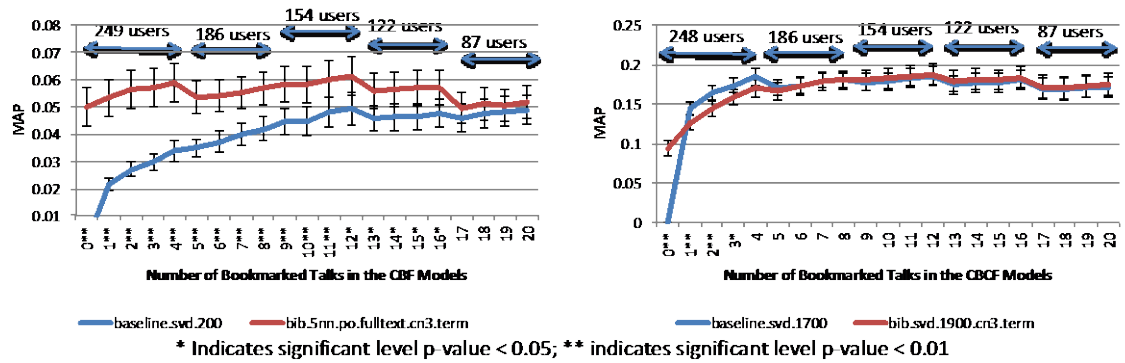 0.08
0.07
0.06
0.05
0.04
0.03
0.02
0.01
MAP
249 users
186 users
154 users
122 users
87 users
0** 1** 2** 3** 4** 5** 6** 7** 8** 9** 10** 11** 12* 13* 14* 15* 16* 17 18 19 20
Number of Bookmarked Talks in the CBF Models
baseline.svd.200 bib.5nn.po.fulltext.cn3.term
0.25
0.2
0.15
0.1
0.05
0
MAP
248 users
186 users
154 users
122 users
87 users
0** 1** 2** 3* 4 5 6 7 8 9 10 11 12 13 14 15 16 17 18 19 20
Number of Bookmarked Talks in the CBCF Models
baseline.svd.1700 bib.svd.1900.cn3.term
* Indicates significant level p-value < 0.05; ** indicates significant level p-value < 0.01